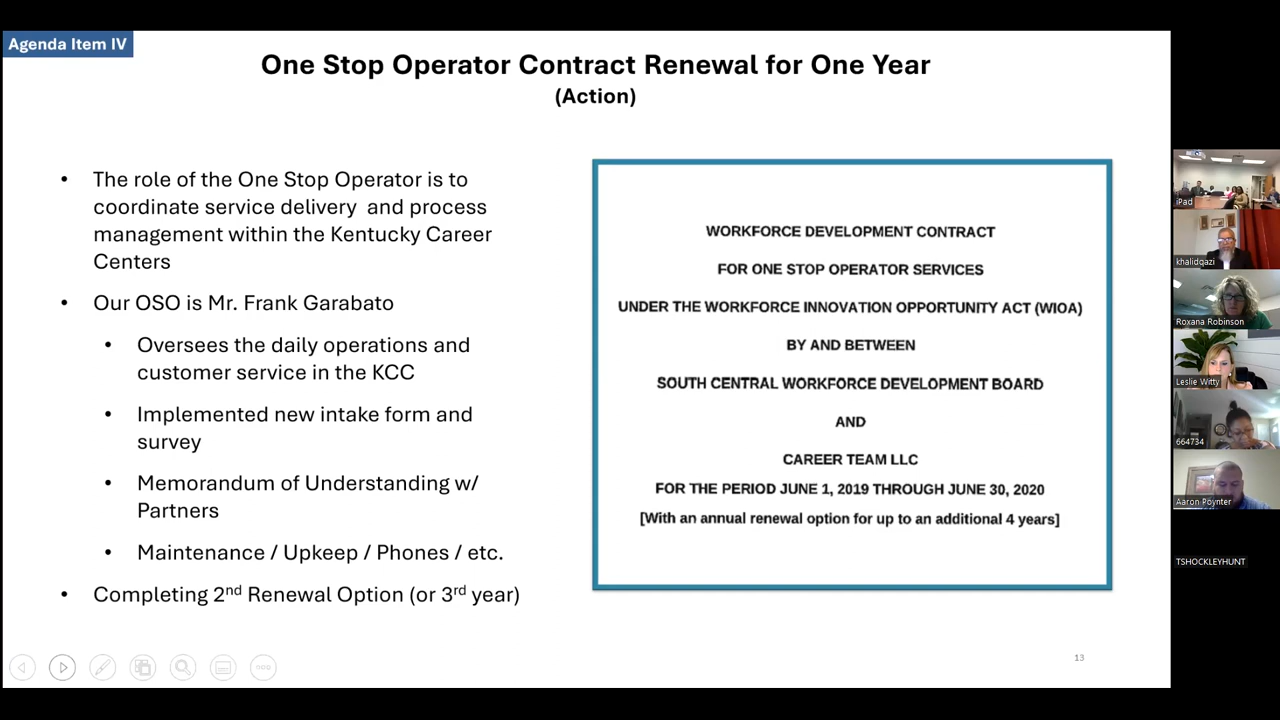 Agenda Item IV
One Stop Operator Contract Renewal for One Year
(Action)
• The role of the One Stop Operator is to
coordinate service delivery and process
management within the Kentucky Career
Centers
• Our OSO is Mr. Frank Garabato
• Oversees the daily operations and
customer service in the KCC
• Implemented new intake form and
survey
• Memorandum of Understanding w/
Partners
• Maintenance / Upkeep / Phones / etc.
• Completing 2nd Renewal Option (or 3rd year)
WORKFORCE DEVELOPMENT CONTRACT
FOR ONE STOP OPERATOR SERVICES
UNDER THE WORKFORCE INNOVATION OPPORTUNITY ACT (WIOA)
BY AND BETWEEN
SOUTH CENTRAL WORKFORCE DEVELOPMENT BOARD
AND
CAREER TEAM LLC
FOR THE PERIOD JUNE 1, 2019 THROUGH JUNE 30, 2020
[With an annual renewal option for up to an additional 4 years]
13
iPad
khalidqazi
Roxana Robinson
Leslie Witty
664734
Aaron Poynter
TSHOCKLEYHUNT